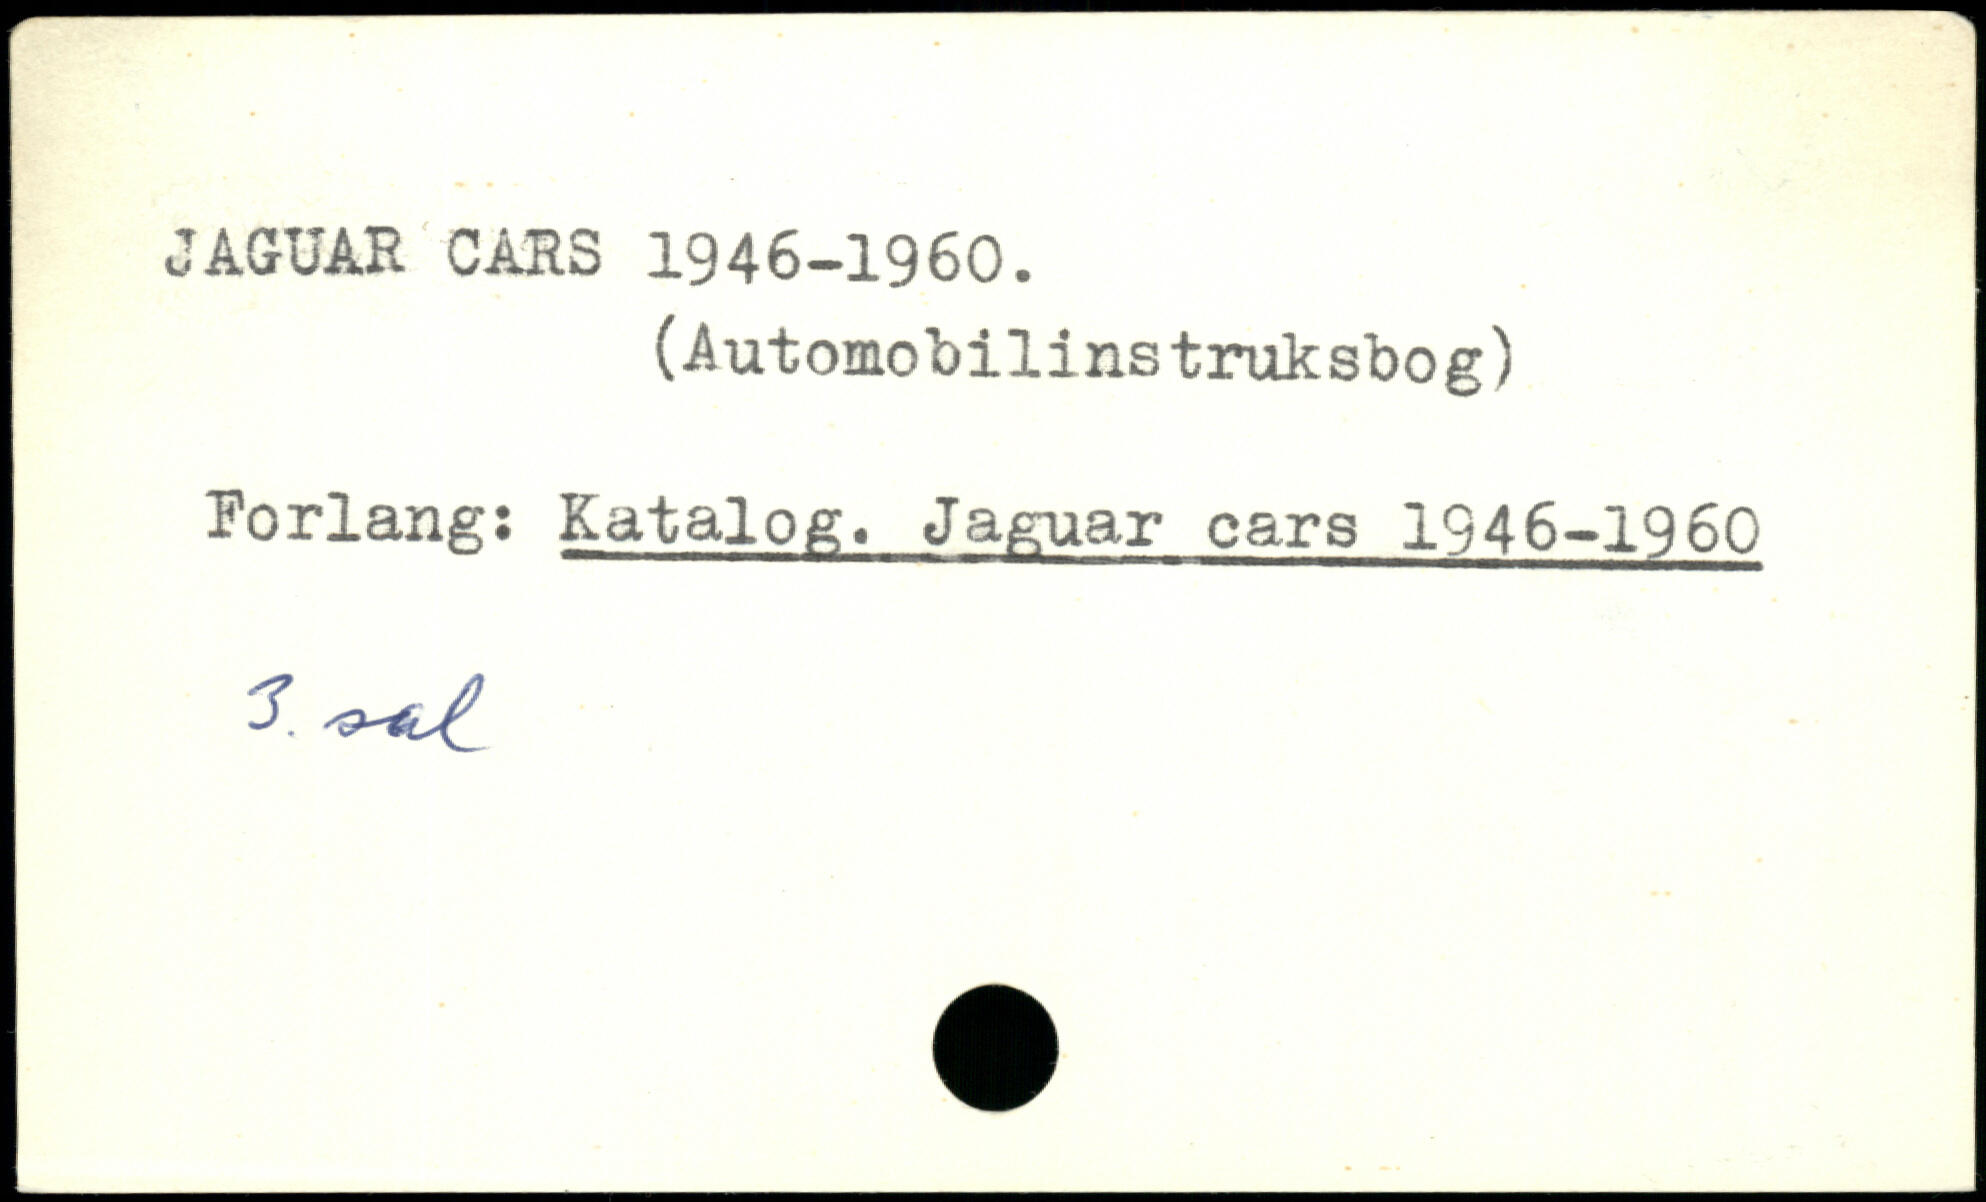 JAGUAR CARS 1946-1960.
(Automobilinstruksbog)
Forlang: Katalog. Jaguar cars 1946-1960
3. sal